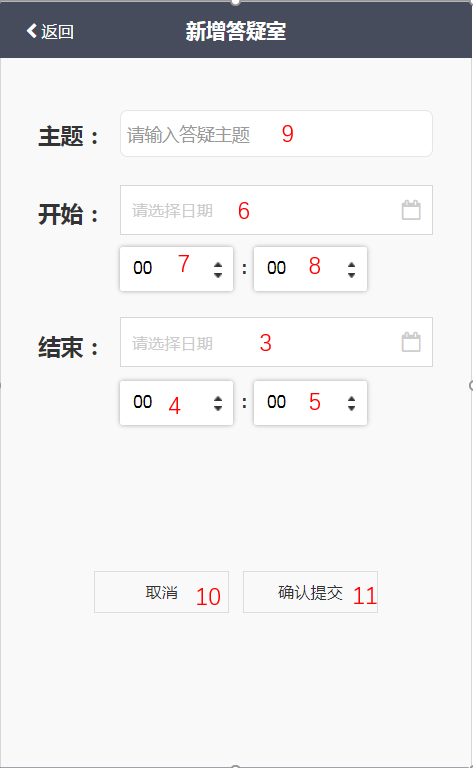 返回 新增答疑室
主题： 请输入答疑主题 9
开始： 请选择日期 6
00 7 : 00 8
结束： 请选择日期 3
00 4 : 00 5
取消 10 确认提交 11